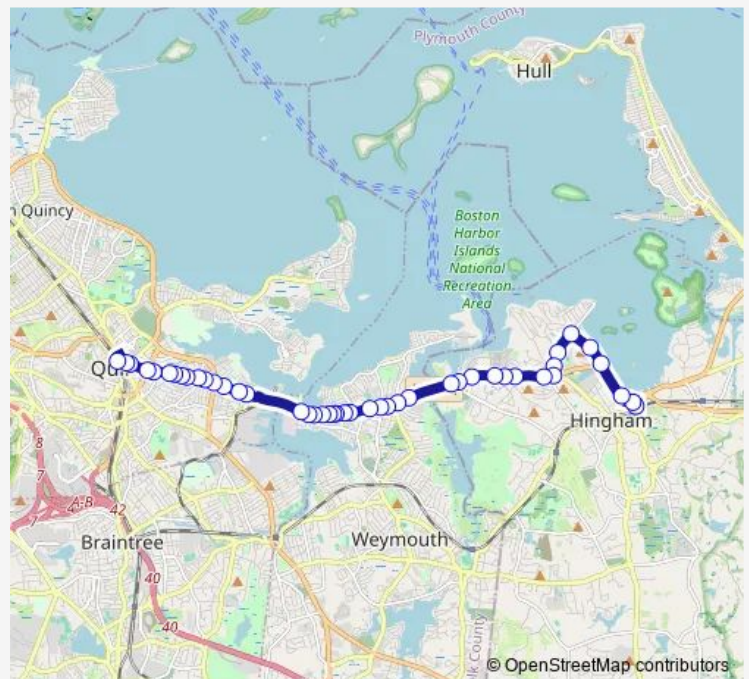 Plymouth County
Hull
Quincy
Boston
Harbor
Islands
National
Recreation
Area
Hingham
8
7
7
A-B
42
Braintree
Weymouth
40
40
© OpenStreetMap contributors